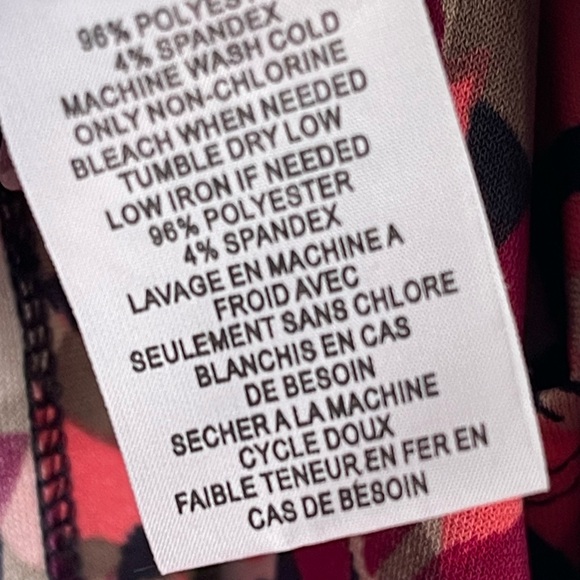 96% POLYESTER
4% SPANDEX
MACHINE WASH COLD
ONLY NON-CHLORINE
BLEACH WHEN NEEDED
TUMBLE DRY LOW
LOW IRON IF NEEDED
96% POLYESTER
4% SPANDEX
LAVAGE EN MACHINE A
FROID AVEC
SEULEMENT SANS CHLORE
BLANCHIS EN CAS
DE BESOIN
SECHER A LA MACHINE
CYCLE DOUX
FAIBLE TENEUR EN FER EN
CAS DE BESOIN